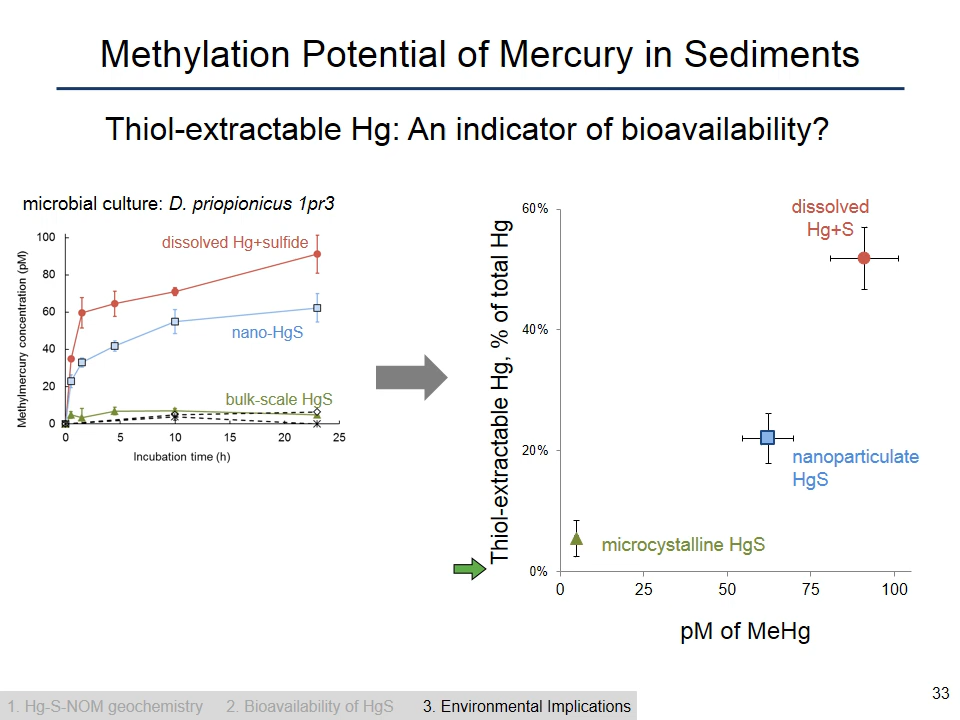 Methylation Potential of Mercury in Sediments
Thiol-extractable Hg: An indicator of bioavailability?
microbial culture: D. priopionicus 1pr3
Methylmercury concentration (pM)
100
80
60
40
20
0
dissolved Hg+sulfide
nano-HgS
bulk-scale HgS
0 5 10 15 20 25
Incubation time (h)
Thiol-extractable Hg, % of total Hg
60%
40%
20%
0%
dissolved
Hg+S
nanoparticulate
HgS
microcystalline HgS
0 25 50 75 100
pM of MeHg
33
1. Hg-S-NOM geochemistry 2. Bioavailability of HgS 3. Environmental Implications